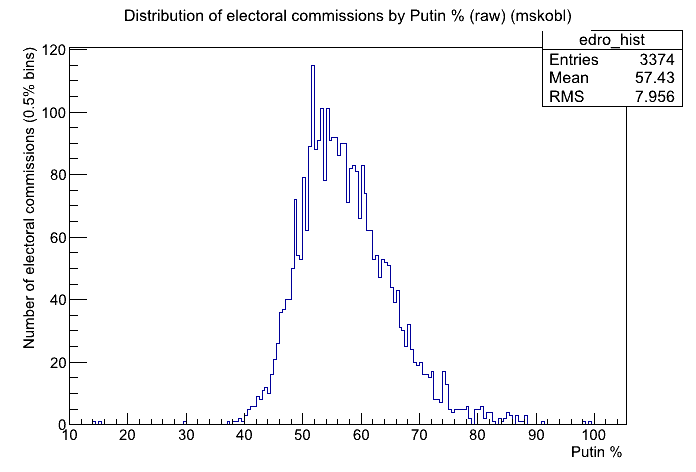 Distribution of electoral commissions by Putin % (raw) (mskobl)
edro_hist
Entries 3374
Mean 57.43
RMS 7.956
Number of electoral commissions (0.5% bins)
120
100
80
60
40
20
0
10 20 30 40 50 60 70 80 90 100
Putin %